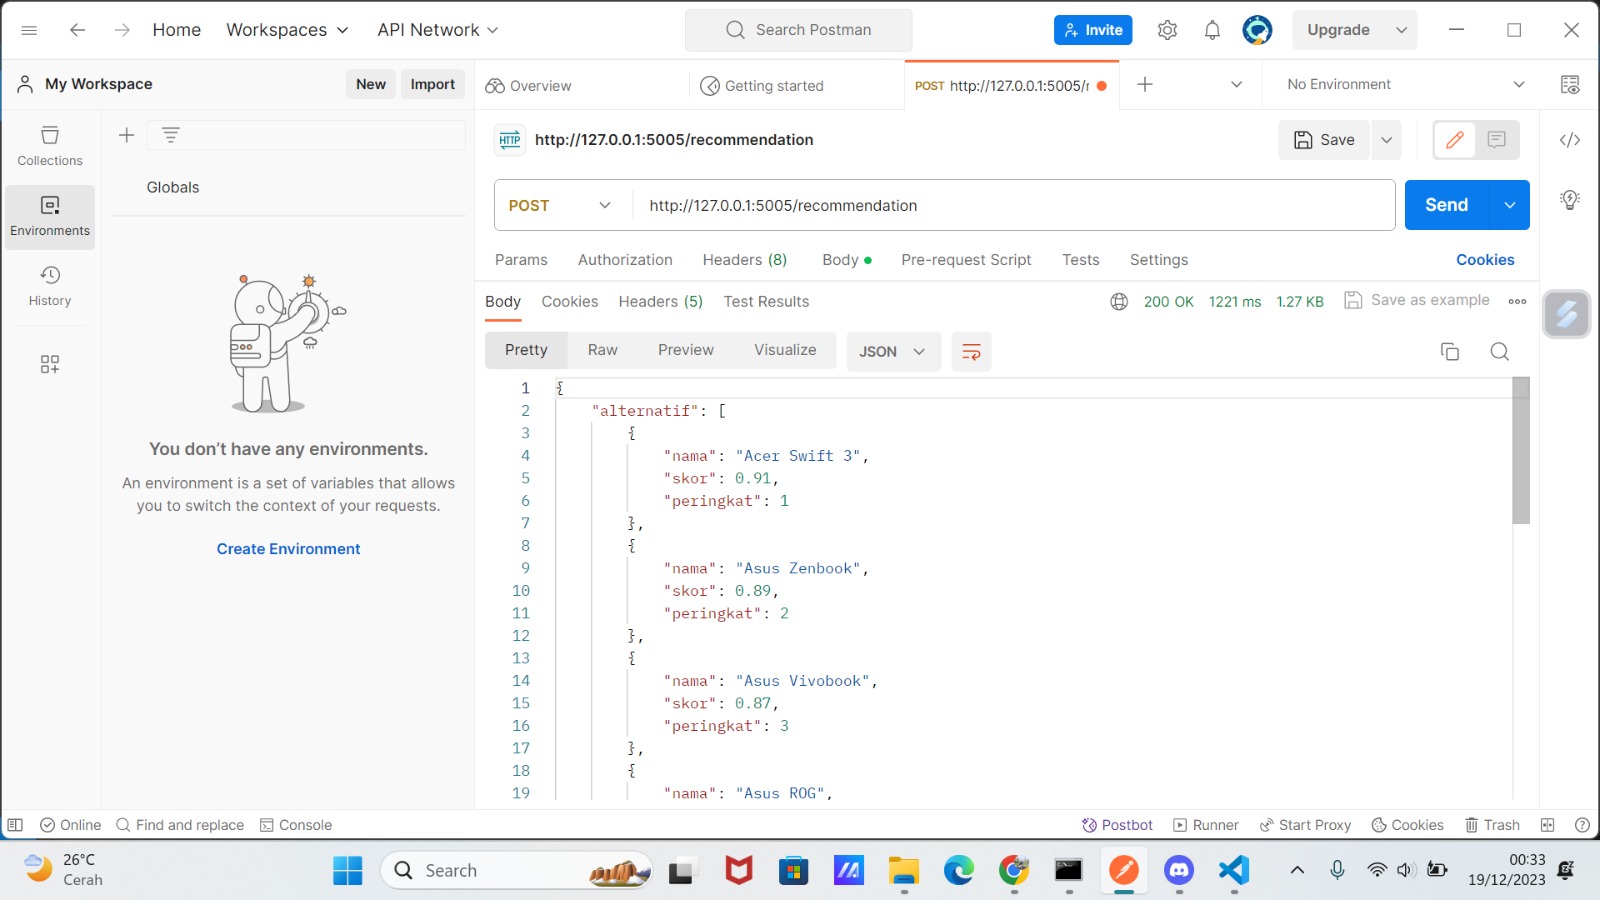 Home Workspaces API Network Search Postman Invite Upgrade
My Workspace New Import Overview Getting started POST http://127.0.0.1:5005/r No Environment
Collections
Environments
History
Globals
You don't have any environments.
An environment is a set of variables that allows
you to switch the context of your requests.
Create Environment
HTTP http://127.0.0.1:5005/recommendation Save
POST http://127.0.0.1:5005/recommendation Send
Params Authorization Headers (8) Body Pre-request Script Tests Settings Cookies
Body Cookies Headers (5) Test Results 200 OK 1221 ms 1.27 KB Save as example
Pretty Raw Preview Visualize JSON
1 {
2 "alternatif": [
3 {
4 "nama": "Acer Swift 3",
5 "skor": 0.91,
6 "peringkat": 1
7 },
8 {
9 "nama": "Asus Zenbook",
10 "skor": 0.89,
11 "peringkat": 2
12 },
13 {
14 "nama": "Asus Vivobook",
15 "skor": 0.87,
16 "peringkat": 3
17 },
18 {
19 "nama": "Asus ROG",
Online Find and replace Console Postbot Runner Start Proxy Cookies Trash
26°C
Cerah
Search
00:33
19/12/2023